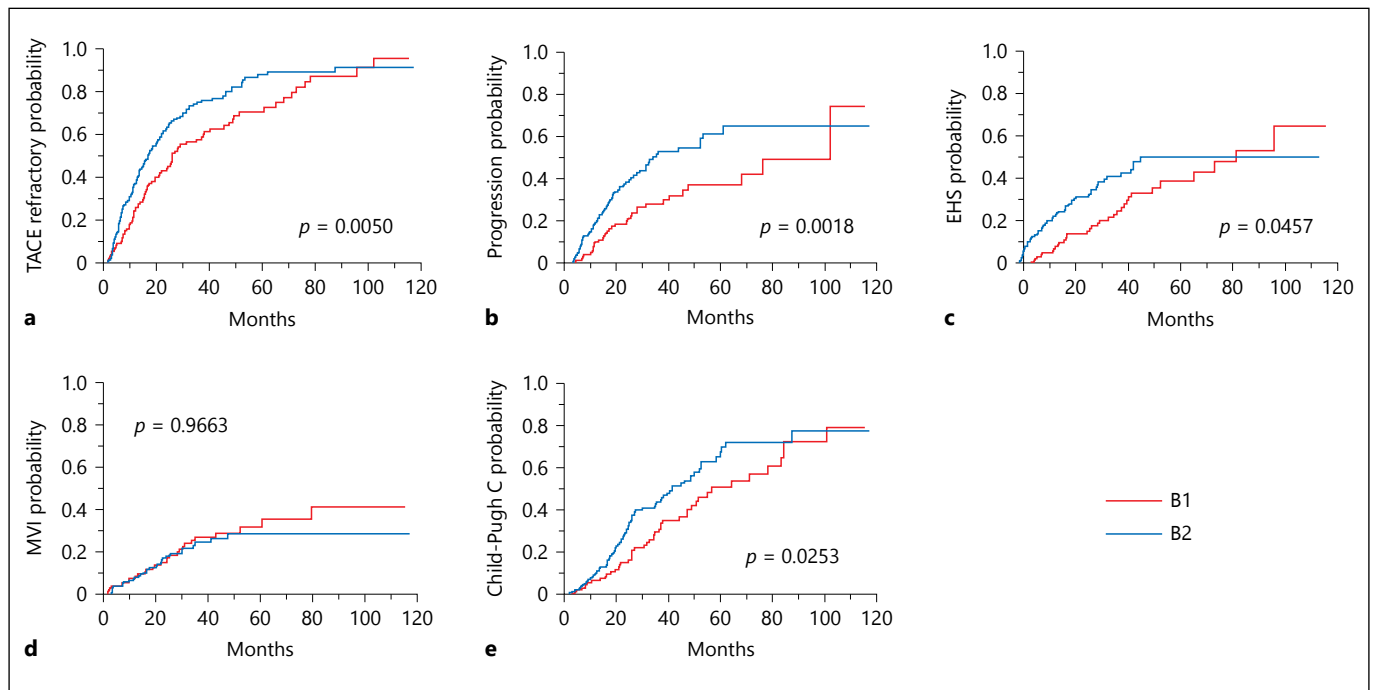 TACE refractory probability
1.0
0.8
0.6
0.4
0.2
0
p = 0.0050
0 20 40 60 80 100 120
Months
a
Progression probability
1.0
0.8
0.6
0.4
0.2
0
p = 0.0018
0 20 40 60 80 100 120
Months
b
EHS probability
1.0
0.8
0.6
0.4
0.2
0
p = 0.0457
0 20 40 60 80 100 120
Months
c
MVI probability
1.0
0.8
0.6
0.4
0.2
0
p = 0.9663
0 20 40 60 80 100 120
Months
d
Child-Pugh C probability
1.0
0.8
0.6
0.4
0.2
0
p = 0.0253
0 20 40 60 80 100 120
Months
e
B1
B2